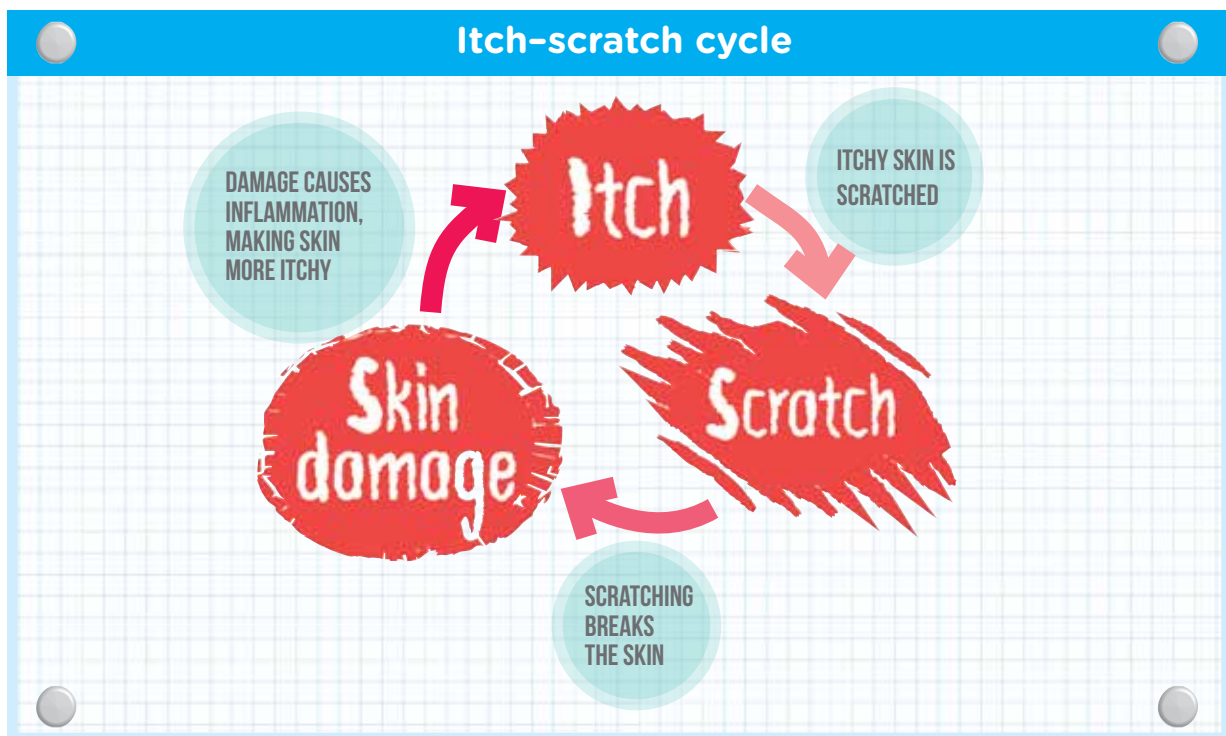 Itch–scratch cycle
Itch
ITCHY SKIN IS
SCRATCHED
Scratch
SCRATCHING
BREAKS
THE SKIN
Skin
damage
DAMAGE CAUSES
INFLAMMATION,
MAKING SKIN
MORE ITCHY